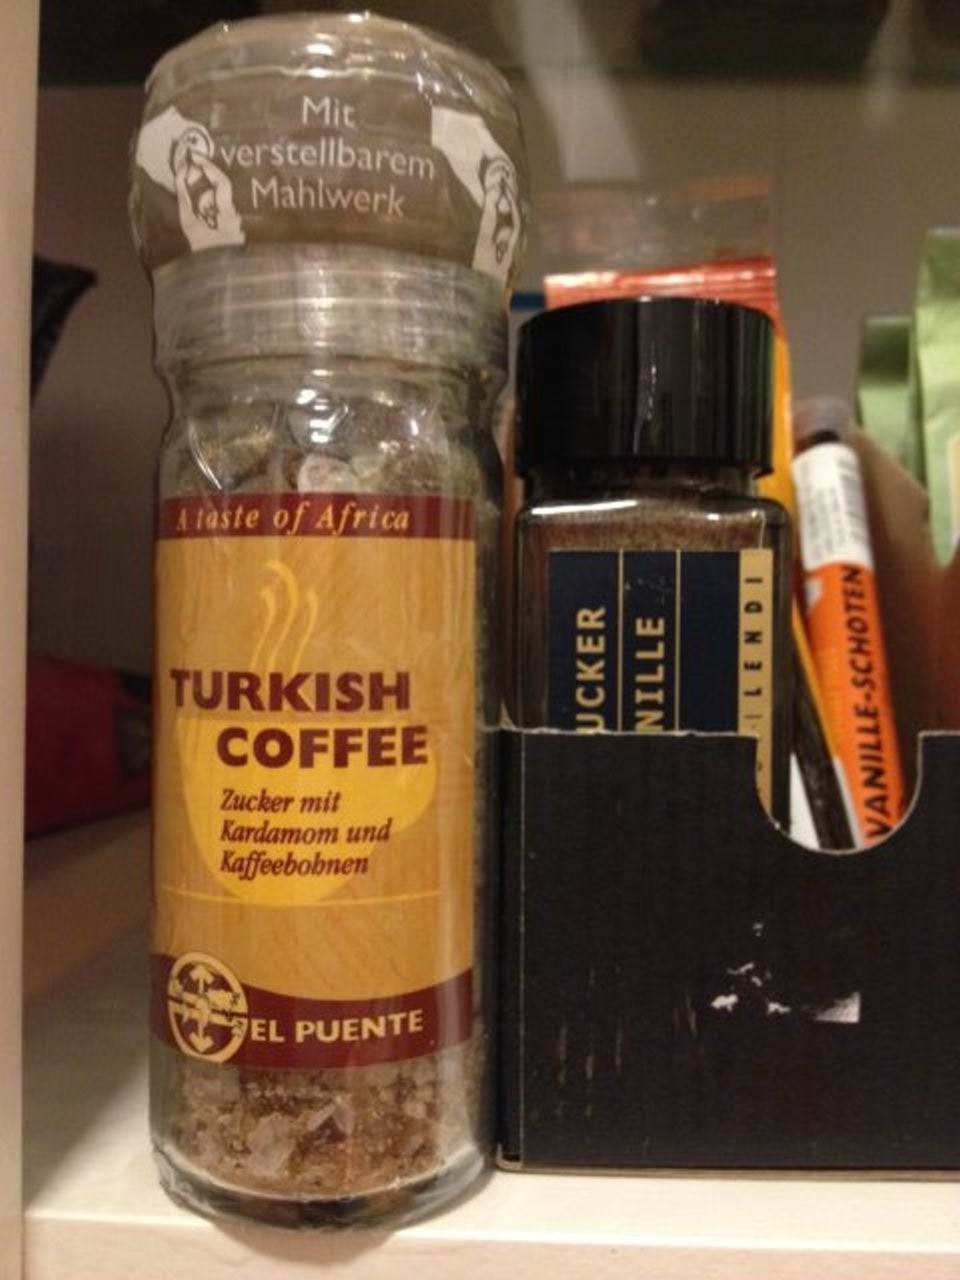 Mit
verstellbarem
Mahlwerk
A taste of Africa
TURKISH
COFFEE
Zucker mit
Kardamom und
Kaffeebohnen
EL PUENTE
UCKER
NILLE
ILENDI
VANILLE-SCHOTEN